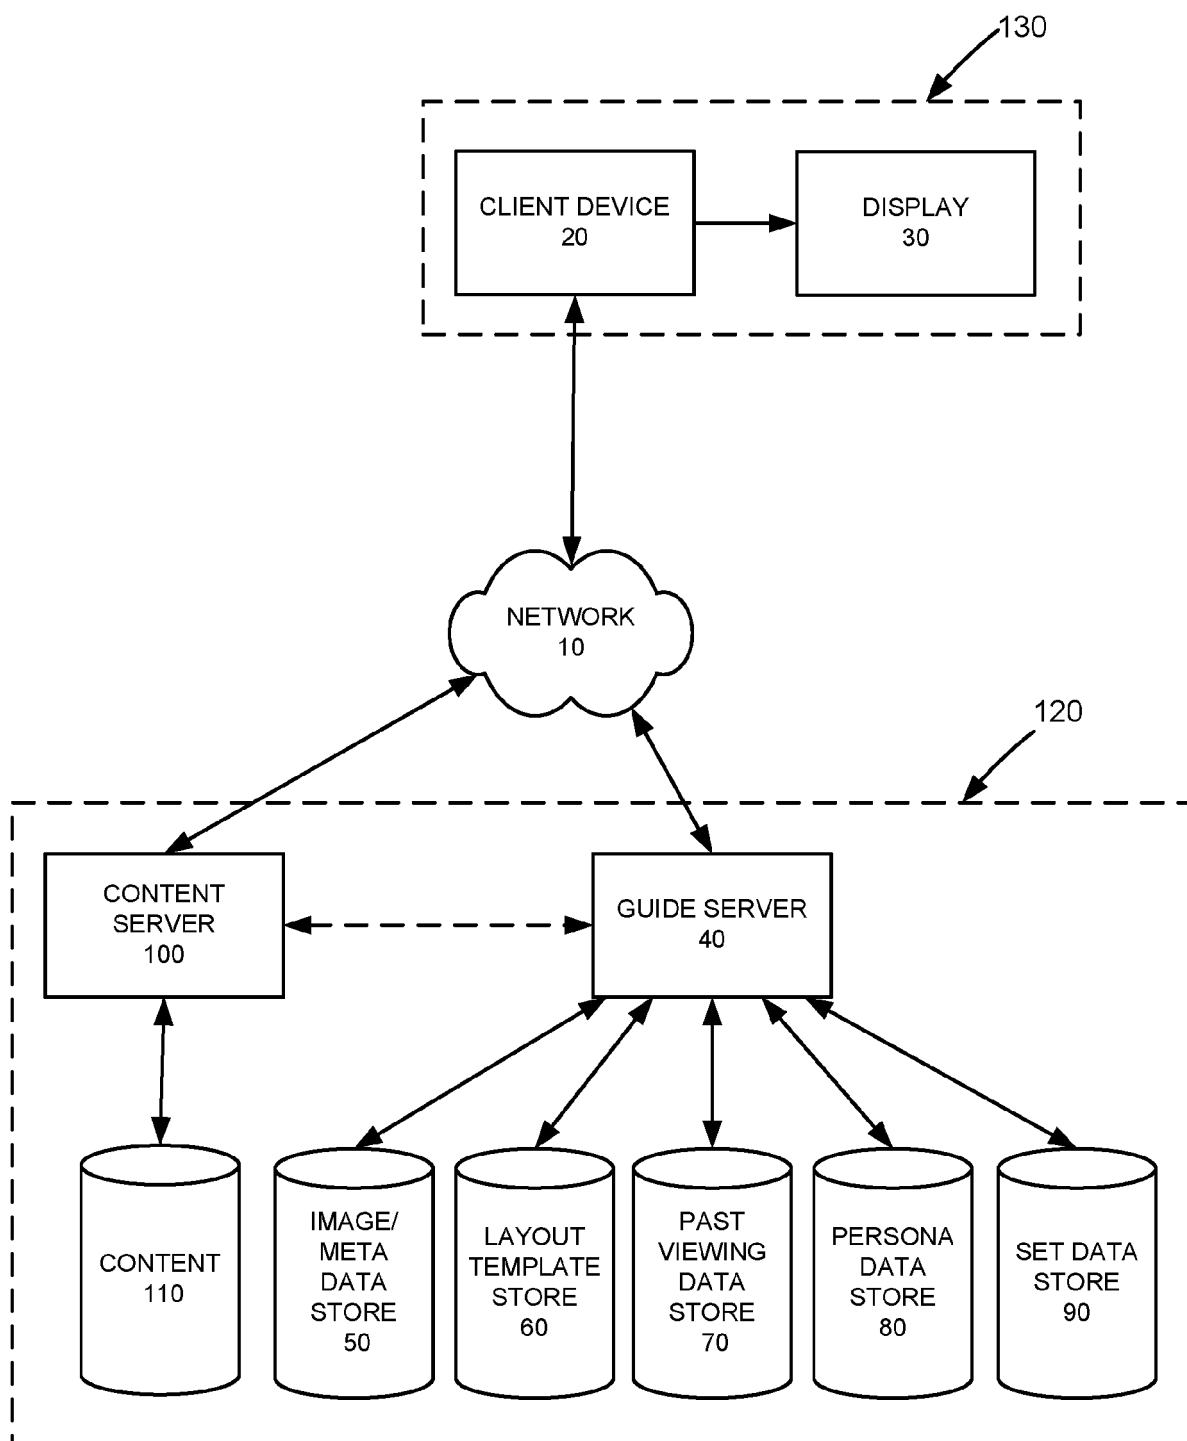 130
CLIENT DEVICE
20
DISPLAY
30
NETWORK
10
120
CONTENT
SERVER
100
GUIDE SERVER
40
CONTENT
110
IMAGE/
META
DATA
STORE
50
LAYOUT
TEMPLATE
STORE
60
PAST
VIEWING
DATA
STORE
70
PERSONA
DATA
STORE
80
SET DATA
STORE
90